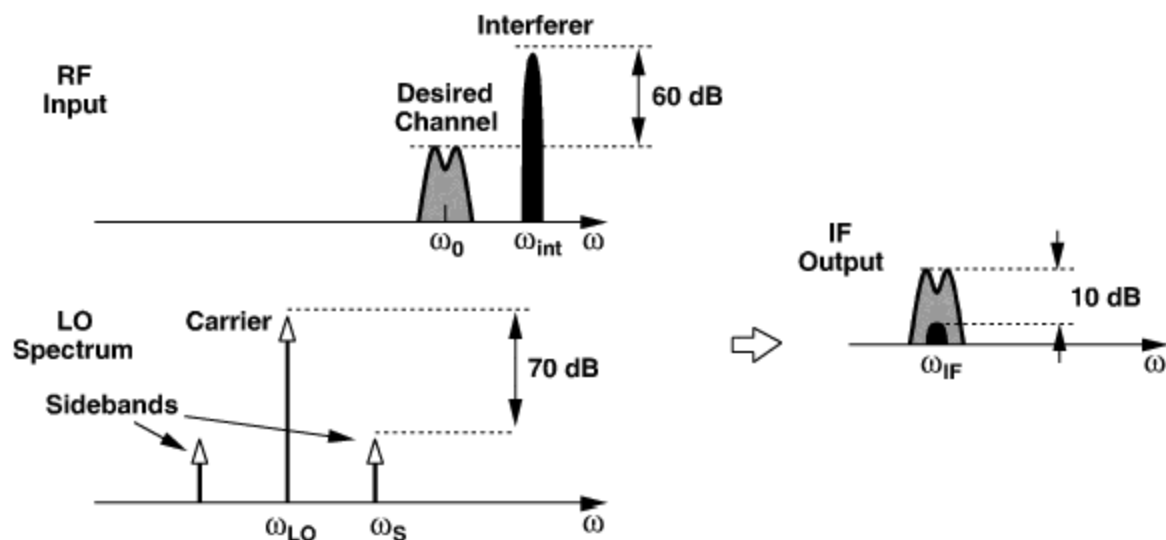 Interferer
RF
Input
Desired
Channel
60 dB
ω0
ωint
ω
IF
Output
10 dB
ωIF
ω
LO
Spectrum
Carrier
70 dB
Sidebands
ωLO
ωS
ω